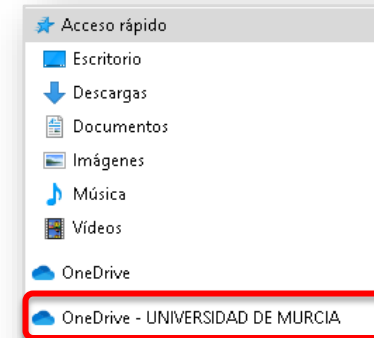 Acceso rápido
Escritorio
Descargas
Documentos
Imágenes
Música
Vídeos
OneDrive
OneDrive - UNIVERSIDAD DE MURCIA